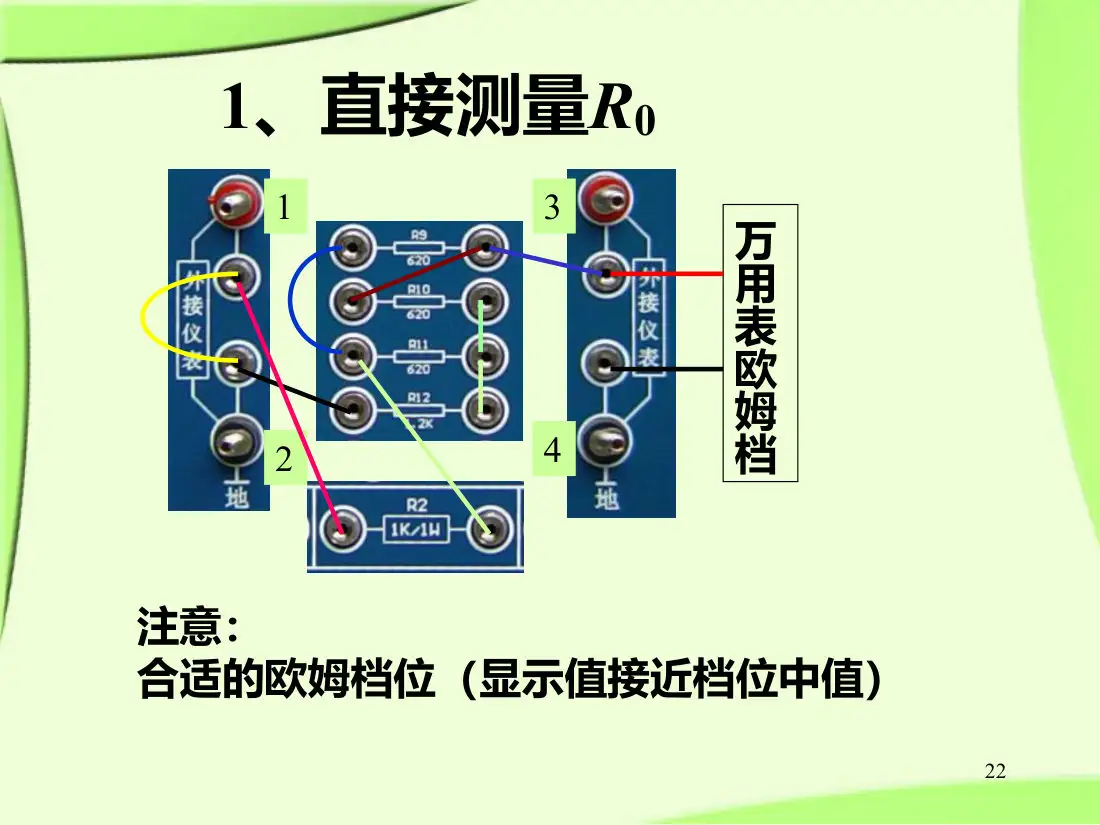 1、直接测量R0
1
3
外接仪表
R9
620
R10
620
R11
620
R12
.2K
外接仪表
万用表欧姆档
2
4
地
地
R2
1K/1W
注意：
合适的欧姆档位（显示值接近档位中值）
22